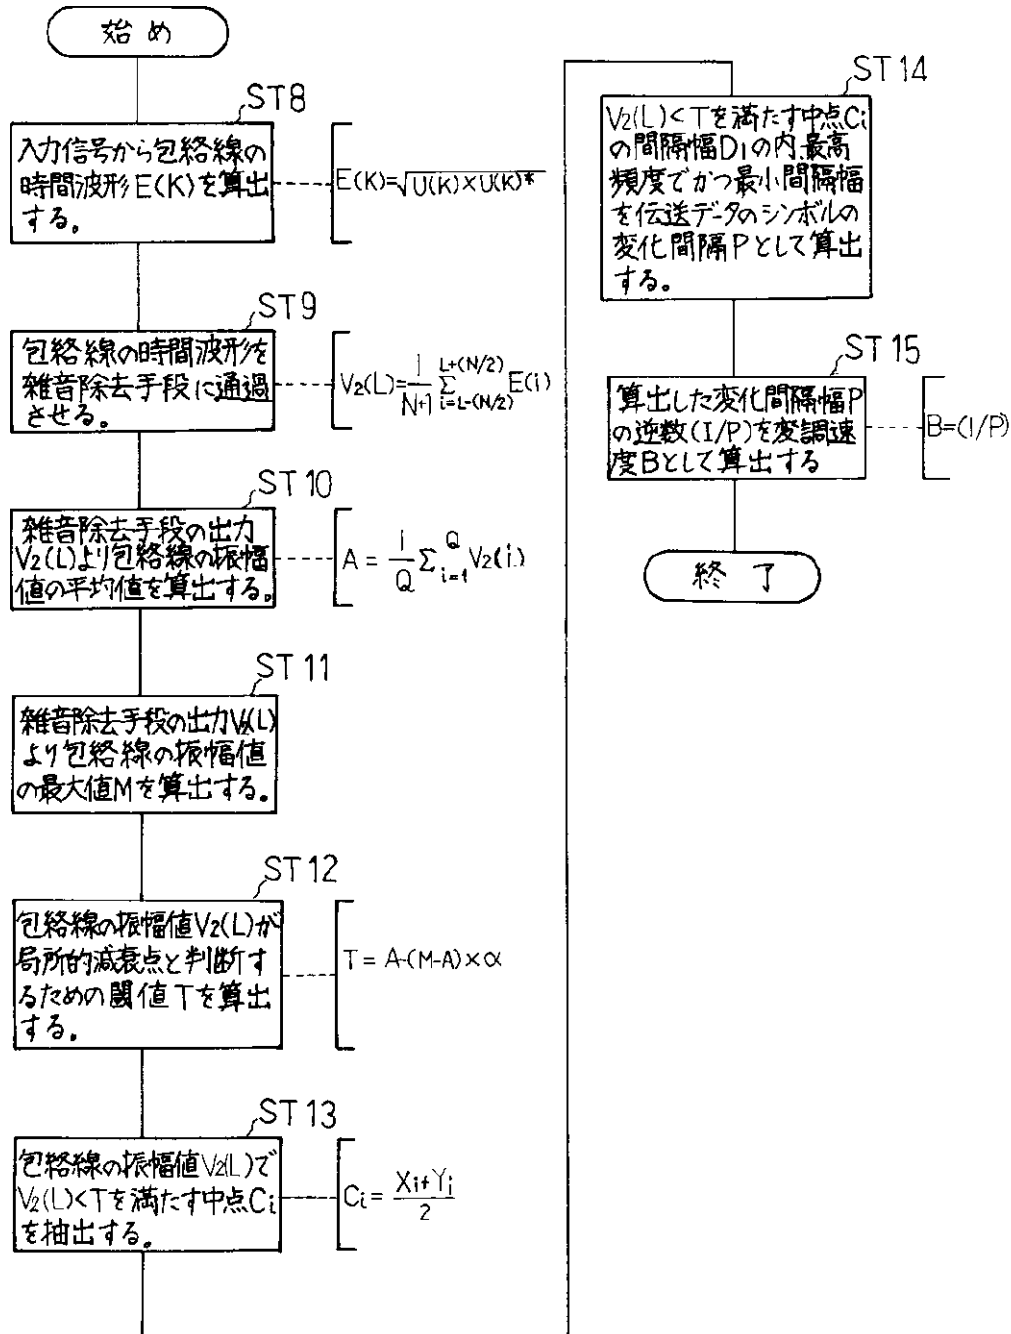 始め
ST8
入力信号から包絡線の
時間波形E(K)を算出
する。
E(K)=√U(K)×U(K)*
ST9
包絡線の時間波形を
雑音除去手段に通過
させる。
V2(L)=1/N+1 L+(N/2)Σi=L-(N/2) E(i)
ST10
雑音除去手段の出力
V2(L)より包絡線の振幅
値の平均値を算出する。
A = 1/Q Σ Q i=1 V2(i)
ST11
雑音除去手段の出力V2(L)
より包絡線の振幅値
の最大値Mを算出する。
ST12
包絡線の振幅値V2(L)が
局所的減衰点と判断す
るための閾値Tを算出
する。
T = A-(M-A)×α
ST13
包絡線の振幅値V2(L)で
V2(L)<Tを満たす中点Ci
を抽出する。
Ci = Xi+Yi/2
ST14
V2(L)<Tを満たす中点Ci
の間隔幅D1の内、最高
頻度でかつ最小間隔幅
を伝送データのシンボルの
変化間隔Pとして算出
する。
ST15
算出した変化間隔幅P
の逆数(1/P)を変調速
度Bとして算出する
B=(1/P)
終了